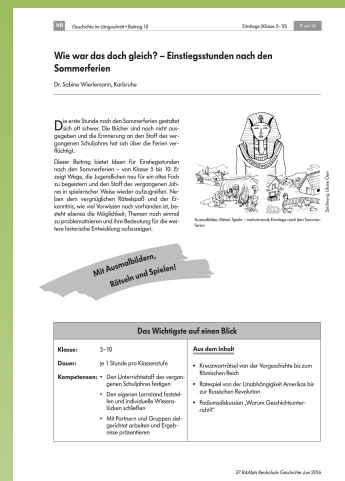 VII Geschichte im Längsschnitt • Beitrag 10 Einstiege (Klasse 5–10) 1 von 26
Wie war das doch gleich? – Einstiegsstunden nach den
Sommerferien
Dr. Sabine Wierlemann, Karlsruhe
Die erste Stunde nach den Sommerferien gestaltet
sich oft schwer. Die Bücher sind noch nicht aus-
gegeben und die Erinnerung an den Stoff des ver-
gangenen Schuljahres hat sich über die Ferien ver-
flüchtigt.
Dieser Beitrag bietet Ideen für Einstiegsstunden
nach den Sommerferien – von Klasse 5 bis 10. Er
zeigt Wege, die Jugendlichen neu für ein altes Fach
zu begeistern und den Stoff des vergangenen Jah-
res in spielerischer Weise wieder aufzugreifen. Ne-
ben dem vergnüglichen Rätselspaß und der Er-
kenntnis, wie viel Vorwissen noch vorhanden ist, be-
steht ebenso die Möglichkeit, Themen noch einmal
zu problematisieren und ihre Bedeutung für die wei-
tere historische Entwicklung aufzuzeigen.
Zeichnung: Liliane Oser
Ausmalbilder, Rätsel, Spiele – motivierende Einstiege nach den Sommer-
ferien
Mit Ausmalbildern,
Rätseln und Spielen!
Das Wichtigste auf einen Blick
Klasse: 5–10
Dauer: je 1 Stunde pro Klassenstufe
Kompetenzen: • Den Unterrichtsstoff des vergan-
genen Schuljahres festigen
• Den eigenen Lernstand feststel-
len und individuelle Wissens-
lücken schließen
• Mit Partnern und Gruppen ziel-
gerichtet arbeiten und Ergeb-
nisse präsentieren
Aus dem Inhalt
• Kreuzworträtsel von der Vorgeschichte bis zum
Römischen Reich
• Ratespiel von der Unabhängigkeit Amerikas bis
zur Russischen Revolution
• Podiumsdiskussion „Warum Geschichtsunter-
richt?“
27 RAAbits Realschule Geschichte Juni 2016